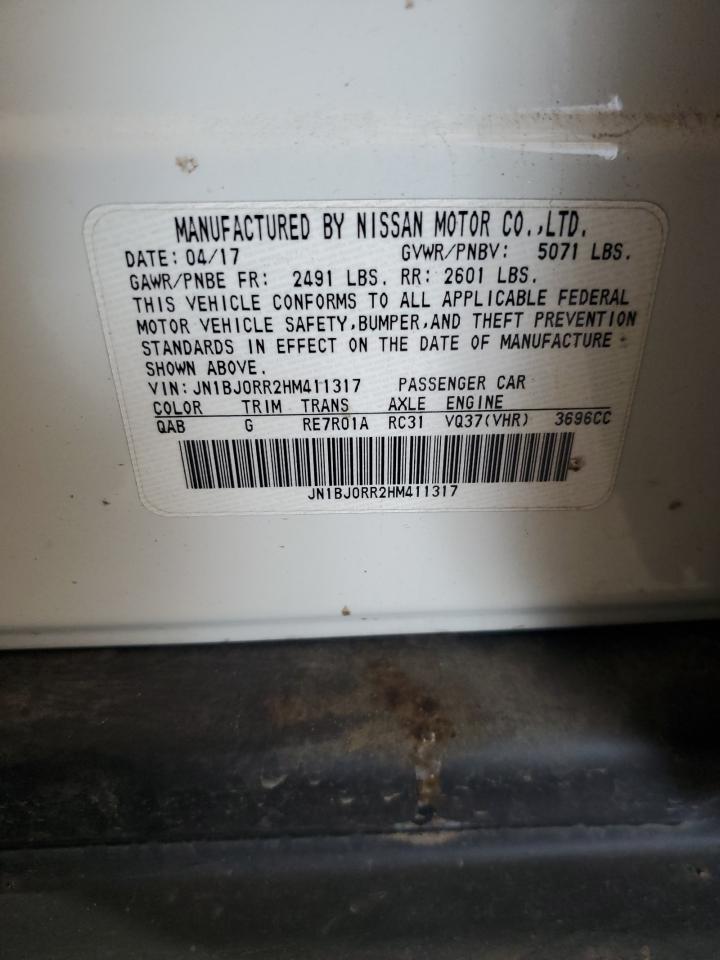 MANUFACTURED BY NISSAN MOTOR CO.,LTD.
DATE: 04/17 GVWR/PNBV: 5071 LBS.
GAWR/PNBE FR: 2491 LBS. RR: 2601 LBS.
THIS VEHICLE CONFORMS TO ALL APPLICABLE FEDERAL
MOTOR VEHICLE SAFETY,BUMPER,AND THEFT PREVENTION
STANDARDS IN EFFECT ON THE DATE OF MANUFACTURE
SHOWN ABOVE.
VIN: JN1BJ0RR2HM411317 PASSENGER CAR
COLOR TRIM TRANS AXLE ENGINE
QAB G RE7R01A RC31 VQ37(VHR) 3696CC
JN1BJ0RR2HM411317